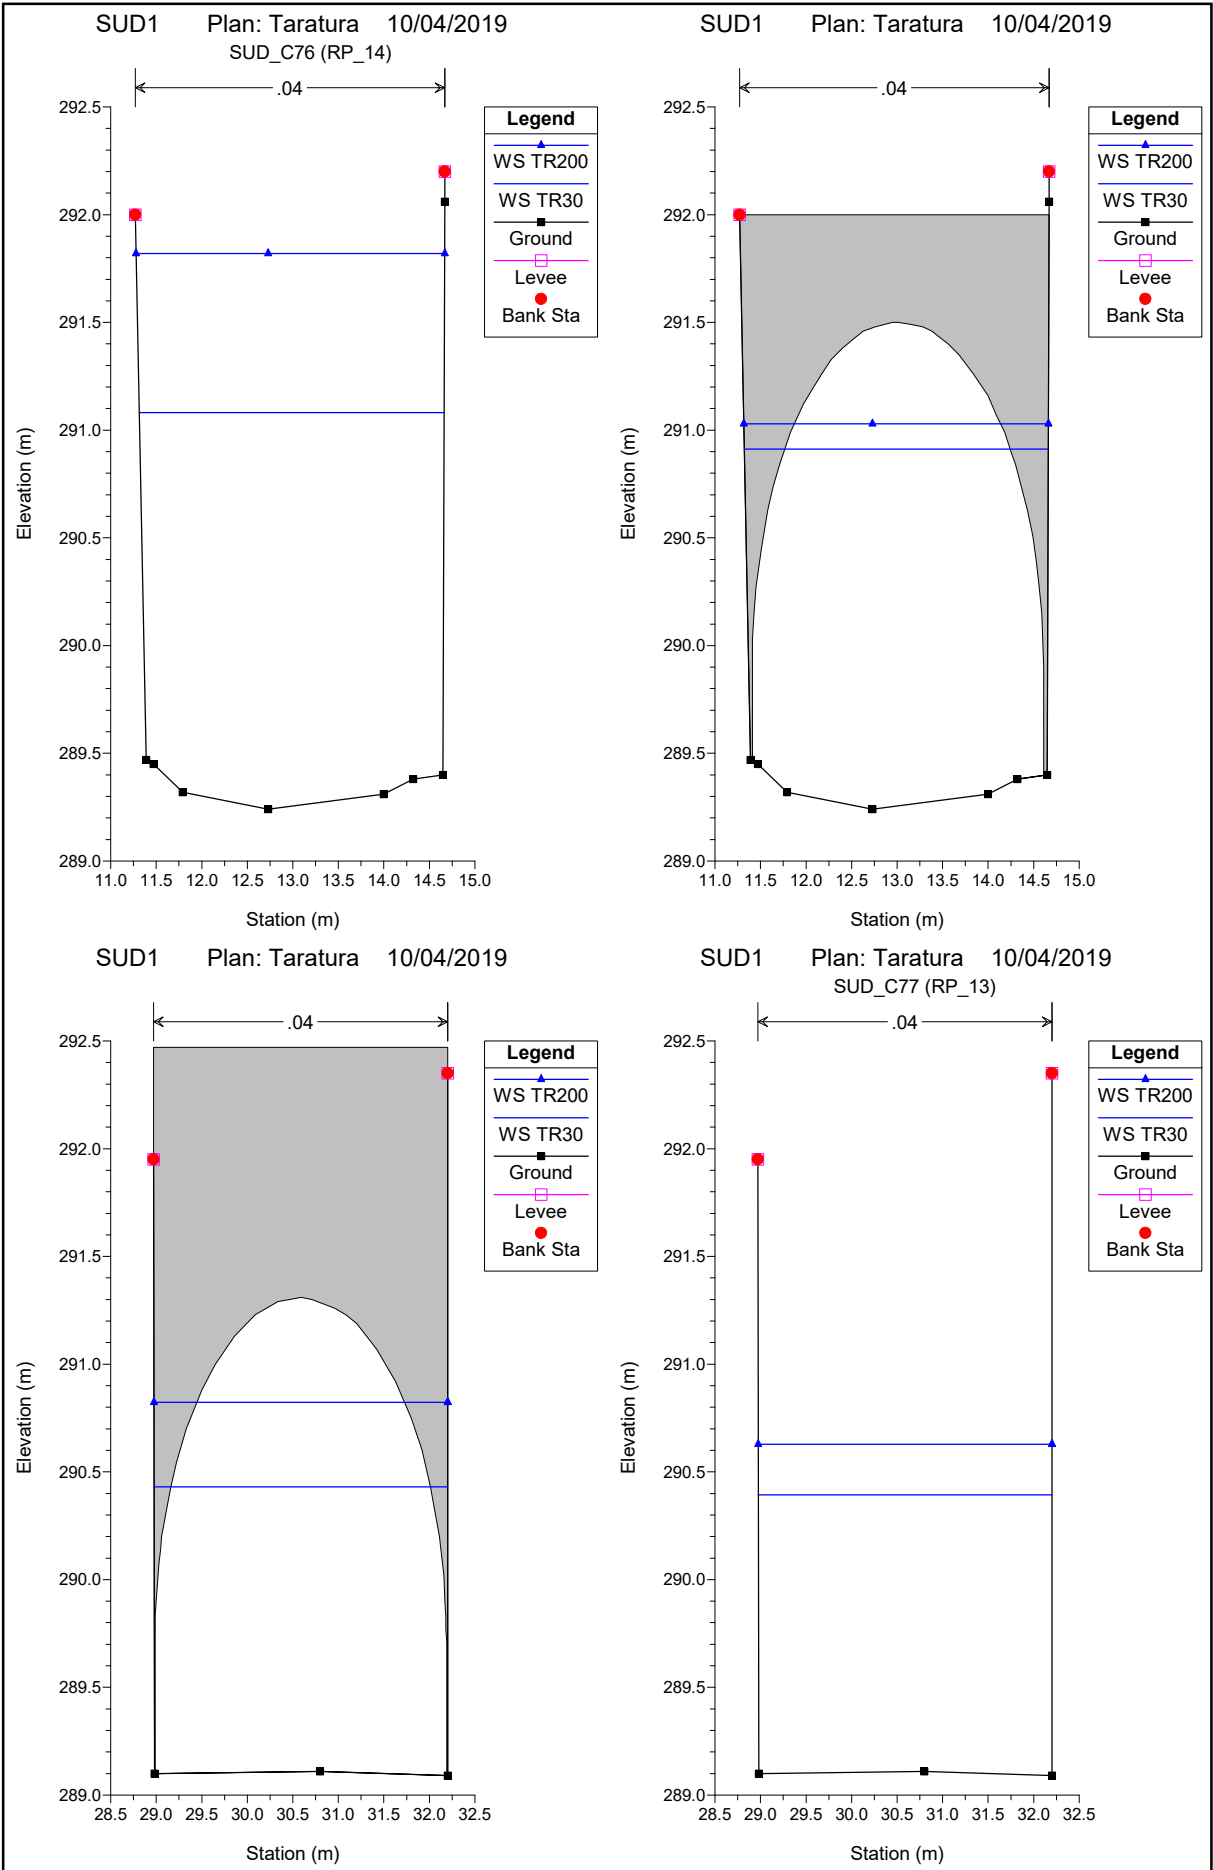 SUD1 Plan: Taratura 10/04/2019
SUD_C76 (RP_14)
.04
292.5
292.0
291.5
291.0
290.5
290.0
289.5
289.0
11.0 11.5 12.0 12.5 13.0 13.5 14.0 14.5 15.0
Station (m)
Elevation (m)
Legend
WS TR200
WS TR30
Ground
Levee
Bank Sta
SUD1 Plan: Taratura 10/04/2019
.04
292.5
292.0
291.5
291.0
290.5
290.0
289.5
289.0
11.0 11.5 12.0 12.5 13.0 13.5 14.0 14.5 15.0
Station (m)
Elevation (m)
Legend
WS TR200
WS TR30
Ground
Levee
Bank Sta
SUD1 Plan: Taratura 10/04/2019
.04
292.5
292.0
291.5
291.0
290.5
290.0
289.5
289.0
28.5 29.0 29.5 30.0 30.5 31.0 31.5 32.0 32.5
Station (m)
Elevation (m)
Legend
WS TR200
WS TR30
Ground
Levee
Bank Sta
SUD1 Plan: Taratura 10/04/2019
SUD_C77 (RP_13)
.04
292.5
292.0
291.5
291.0
290.5
290.0
289.5
289.0
28.5 29.0 29.5 30.0 30.5 31.0 31.5 32.0 32.5
Station (m)
Elevation (m)
Legend
WS TR200
WS TR30
Ground
Levee
Bank Sta